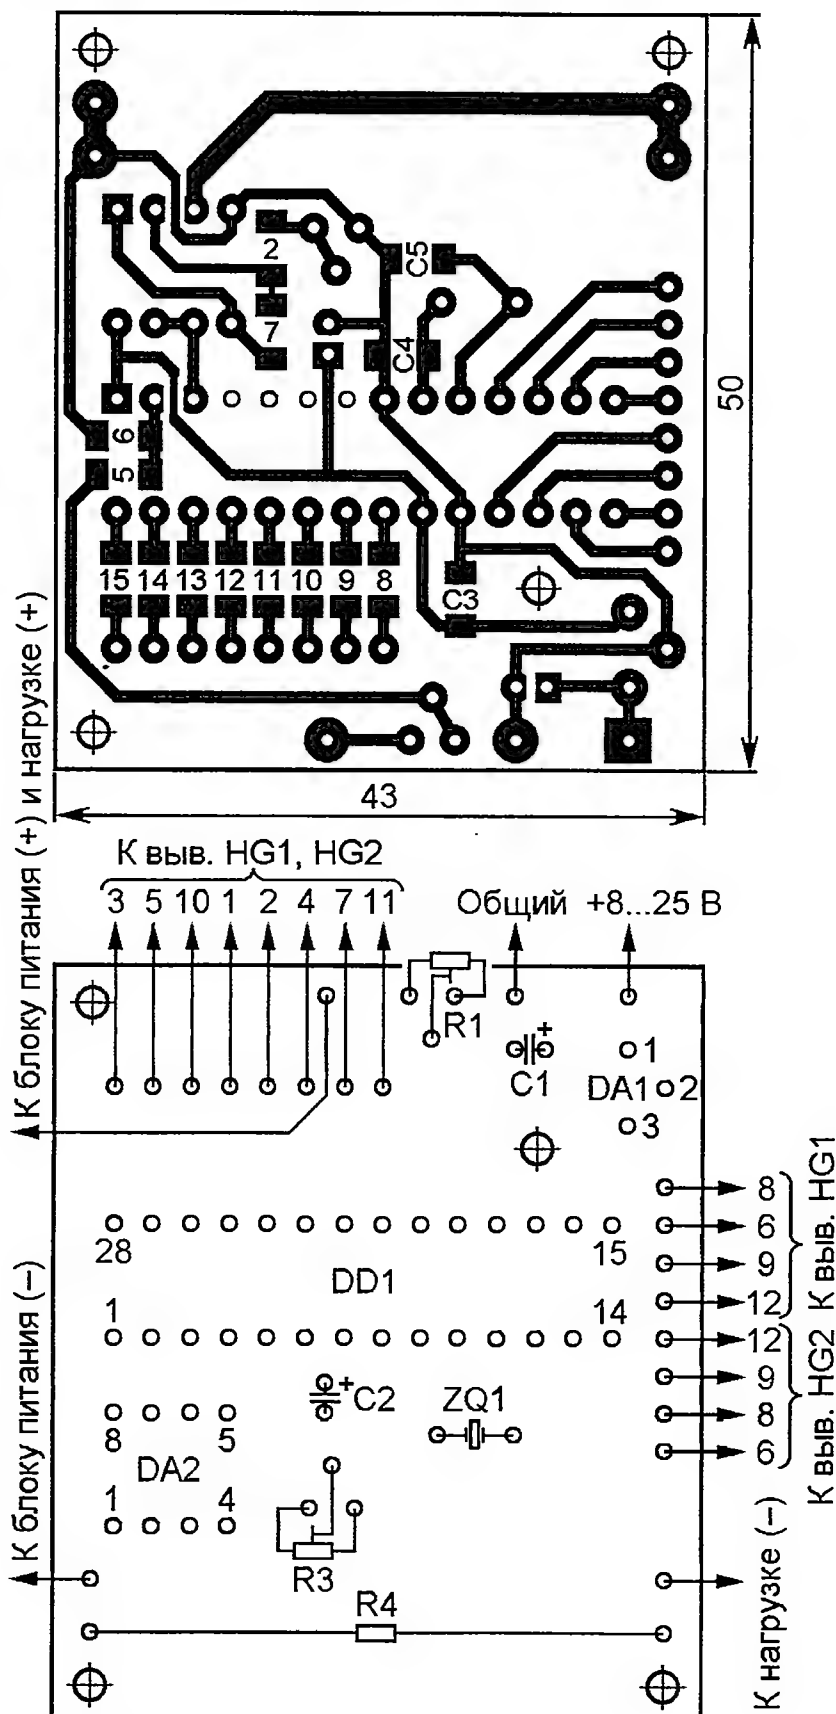 2
C5
7
C4
50
6
5
15 14 13 12 11 10 9 8
C3
43
К блоку питания (+) и нагрузке (+)
К выв. HG1, HG2
3 5 10 1 2 4 7 11
Общий +8...25 В
R1
+
C1
1
DA1 2
3
8
6
9
12
К выв. HG1
28
15
DD1
1
14
12
9
8
6
К выв. HG2
+
C2
ZQ1
8
5
DA2
1
4
К блоку питания (–)
R3
R4
К нагрузке (–)